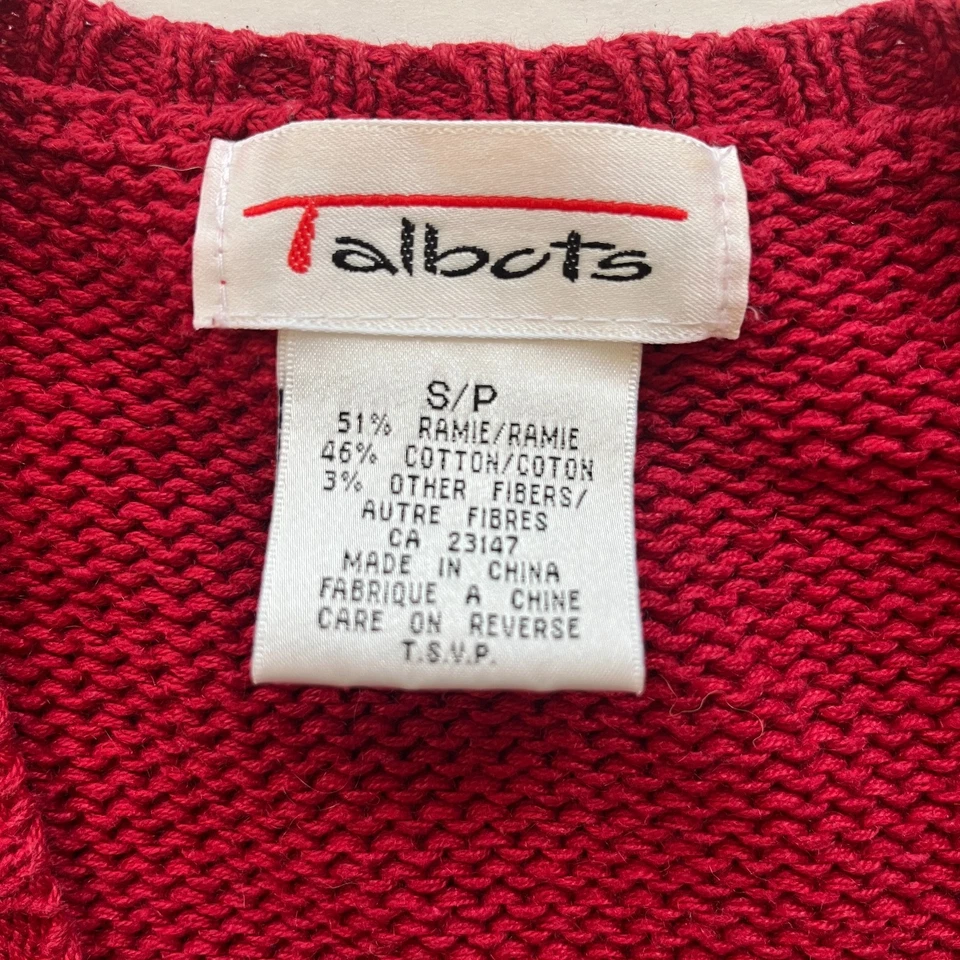 Talbots
S/P
51% RAMIE/RAMIE
46% COTTON/COTON
3% OTHER FIBERS/
AUTRE FIBRES
CA 23147
MADE IN CHINA
FABRIQUE A CHINE
CARE ON REVERSE
T.S.V.P.